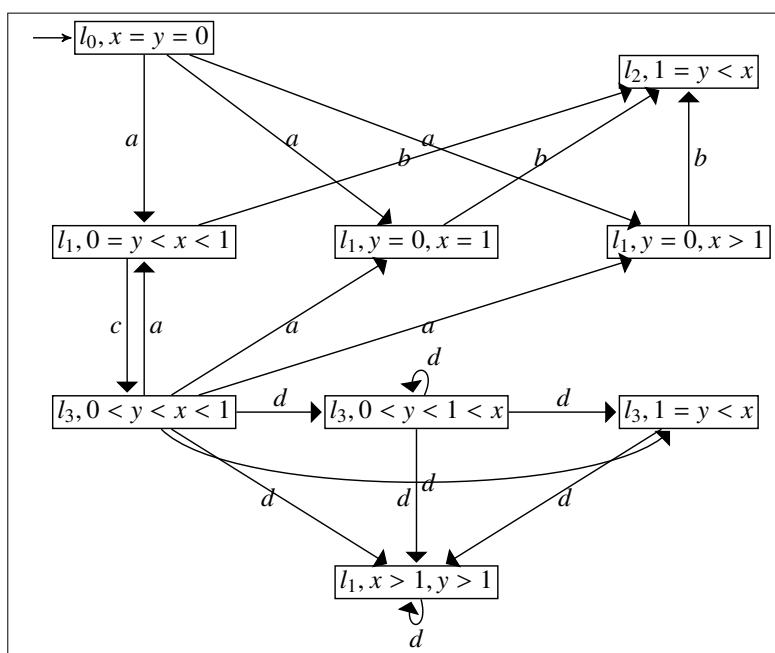 l₀, x = y = 0
l₂, 1 = y < x
a
a
a
b
b
b
l₁, 0 = y < x < 1
l₁, y = 0, x = 1
l₁, y = 0, x > 1
c
a
a
a
d
l₃, 0 < y < x < 1
d
l₃, 0 < y < 1 < x
d
l₃, 1 = y < x
d
d
d
d
l₁, x > 1, y > 1
d